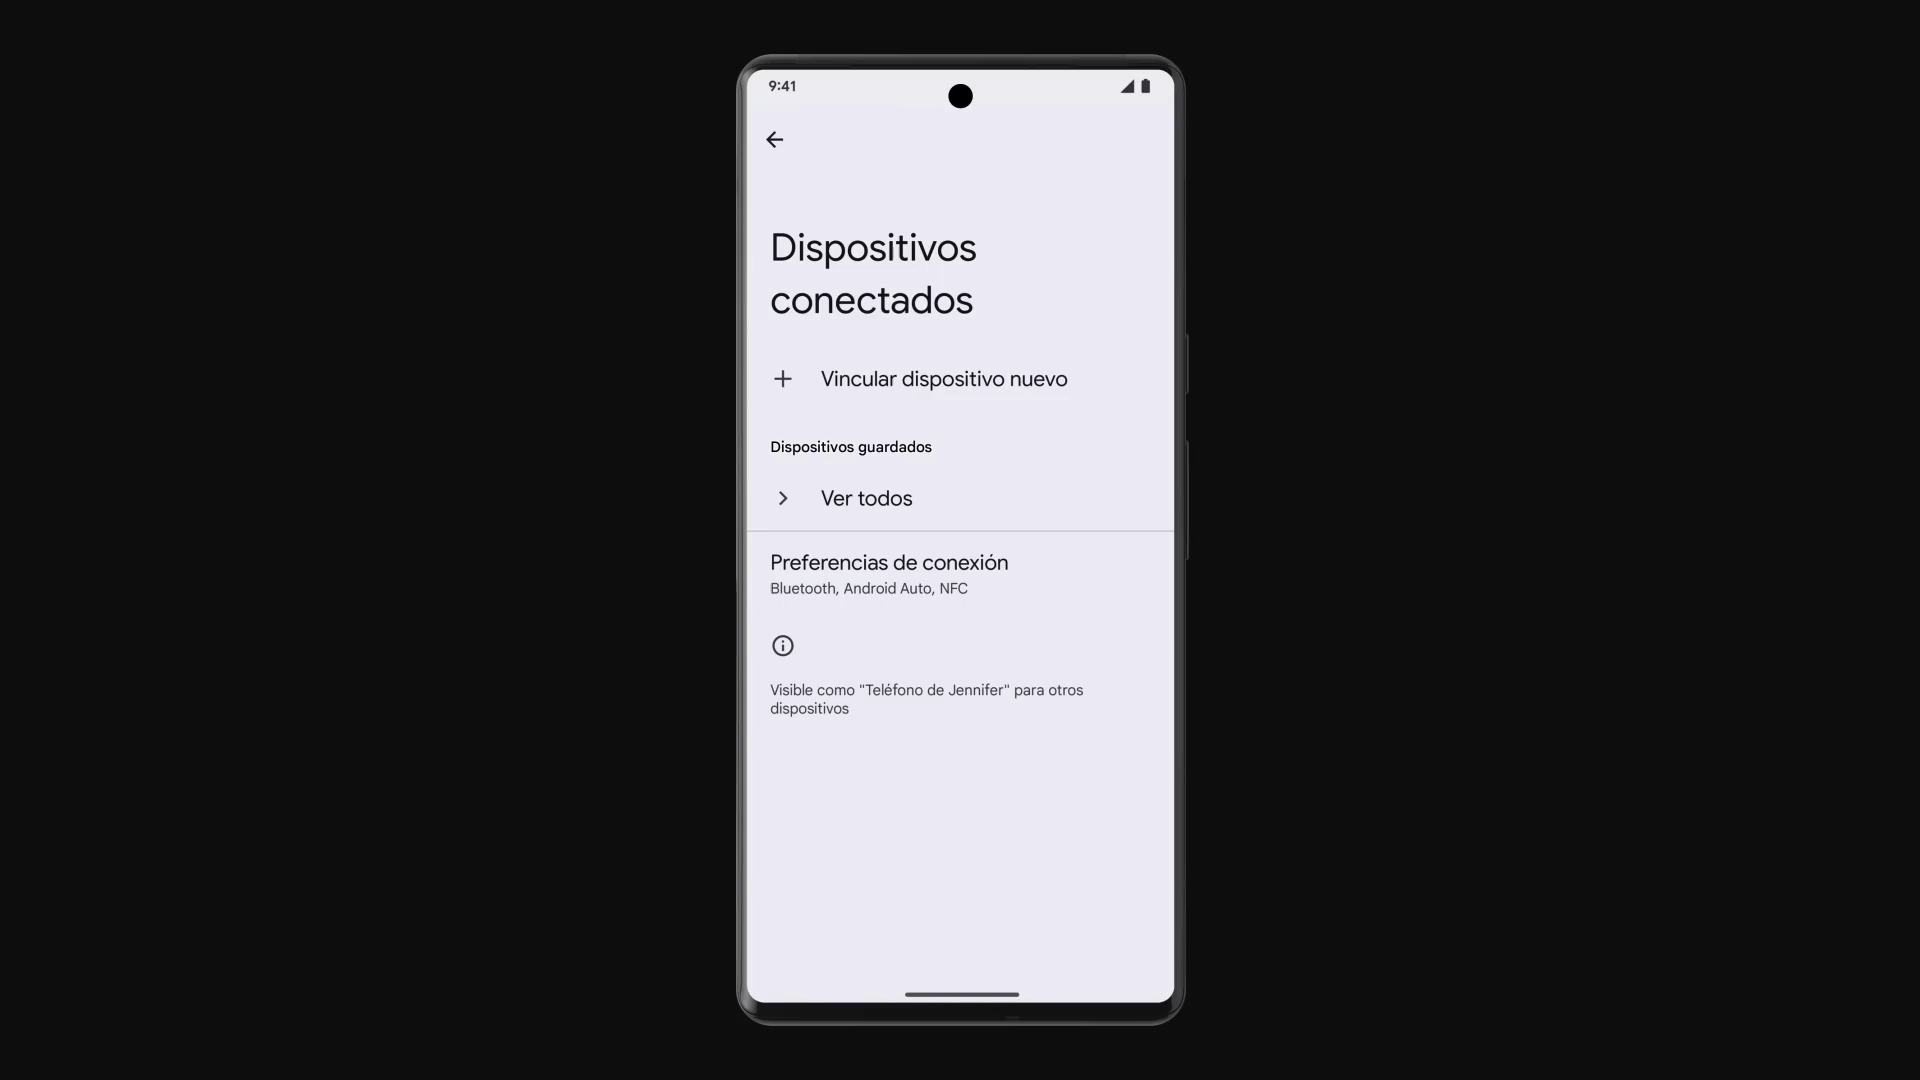 9:41
Dispositivos
conectados
Vincular dispositivo nuevo
Dispositivos guardados
Ver todos
Preferencias de conexión
Bluetooth, Android Auto, NFC
Visible como "Teléfono de Jennifer" para otros
dispositivos